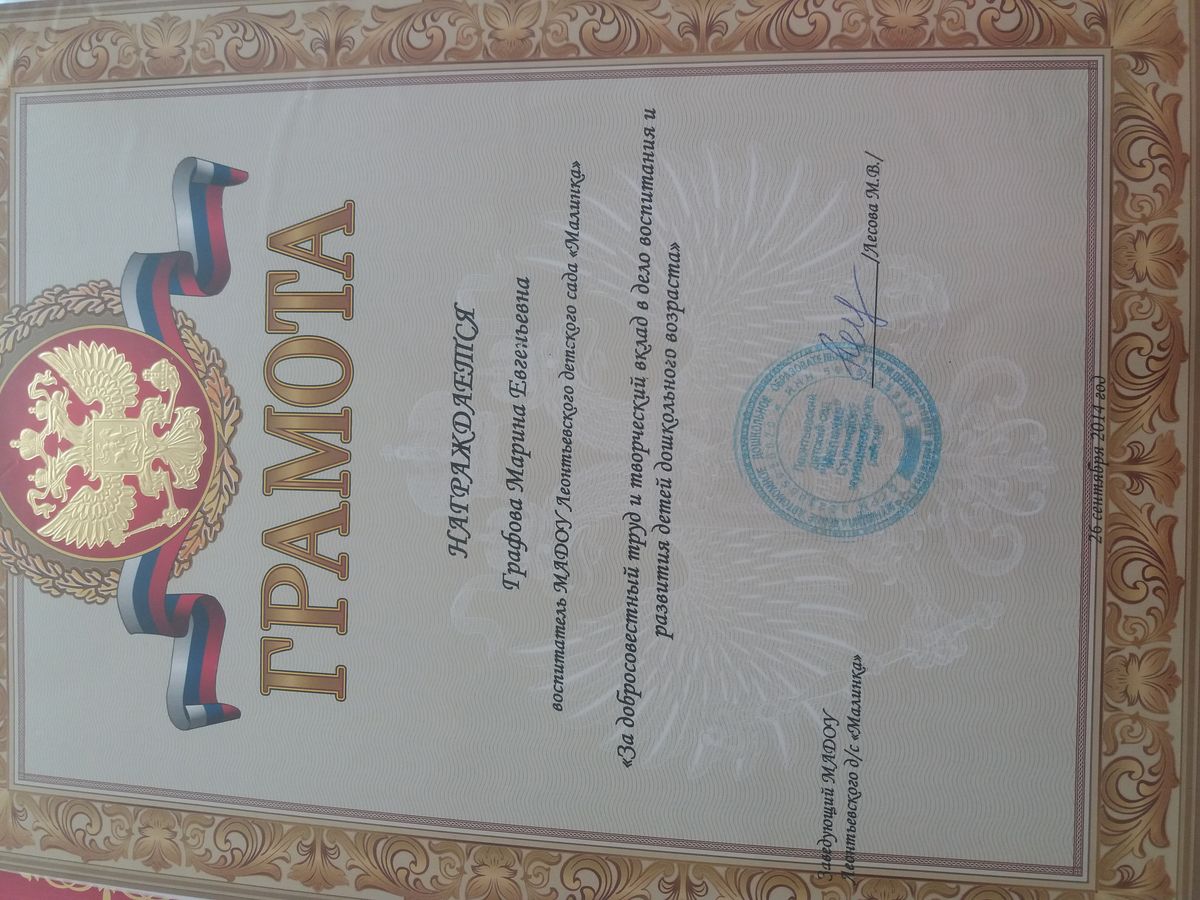 ГРАМОТА
НАГРАЖДАЕТСЯ
Графова Марина Евгеньевна
воспитатель МАДОУ Леонтьевского детского сада «Малинка»
«За добросовестный труд и творческий вклад в дело воспитания и
развития детей дошкольного возраста»
Заведующий МАДОУ
Леонтьевского д/с «Малинка»
/Лесова М.В./
26 сентября 2014 год